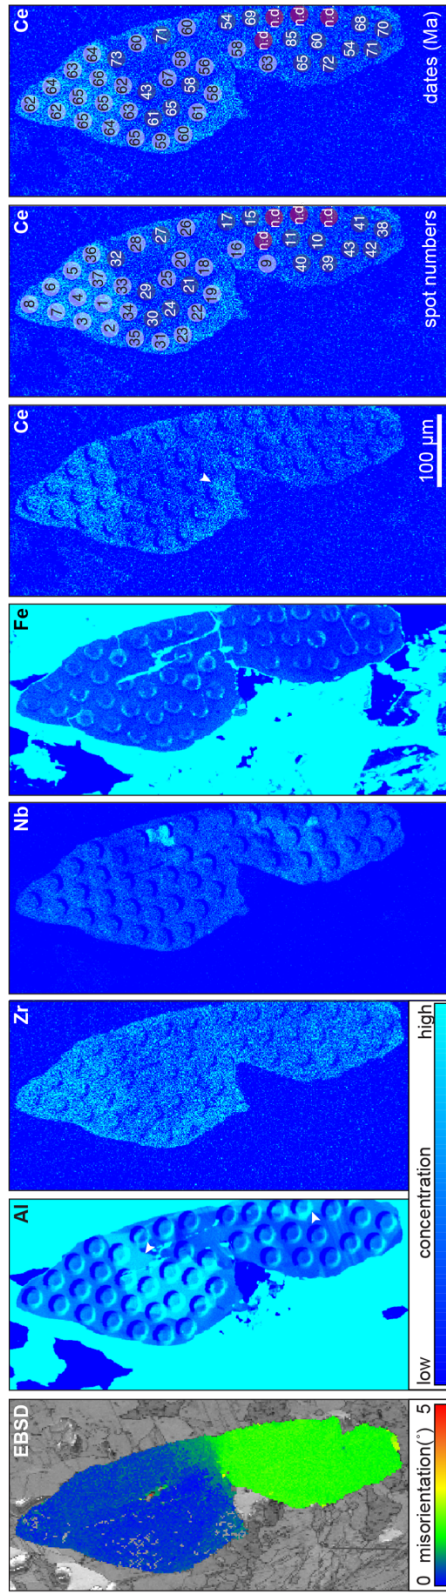 EBSD
0 misorientation(°) 5
Al
low concentration high
Zr
Nb
Fe
Ce
100 µm
Ce
8
7 6
3 4 5
2 1 37 36
35 34 33 32
31 30 29 28
23 24 25 27
22 21 20 26
19 18
16 17
9 n.d. 15
11 n.d.
40 10 n.d.
39 n.d.
43 41
42 38
spot numbers
Ce
62
62 64
65 65 63
64 65 66 64
65 63 62 73
59 61 43 60
60 65 67 71
61 58 58 60
58 56
58 54
63 n.d. 69
85 n.d.
65 60 n.d.
72 n.d.
54 68
71 70
dates (Ma)